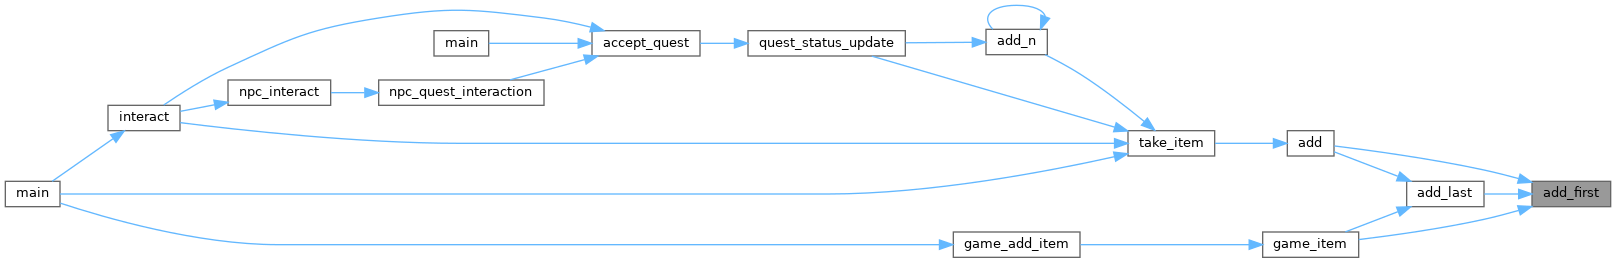 main
accept_quest
quest_status_update
add_n
npc_interact
npc_quest_interaction
interact
take_item
add
main
add_last
add_first
game_add_item
game_item